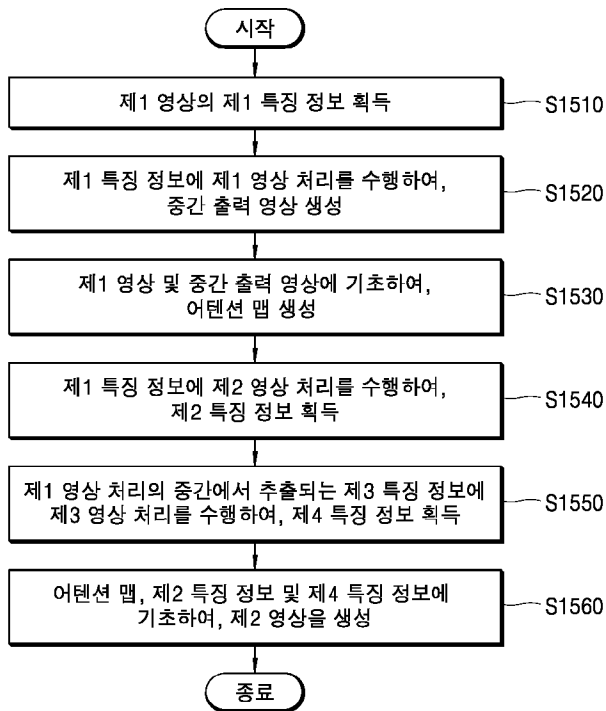 시작
제1 영상의 제1 특징 정보 획득
S1510
제1 특징 정보에 제1 영상 처리를 수행하여,
중간 출력 영상 생성
S1520
제1 영상 및 중간 출력 영상에 기초하여,
어텐션 맵 생성
S1530
제1 특징 정보에 제2 영상 처리를 수행하여,
제2 특징 정보 획득
S1540
제1 영상 처리의 중간에서 추출되는 제3 특징 정보에
제3 영상 처리를 수행하여, 제4 특징 정보 획득
S1550
어텐션 맵, 제2 특징 정보 및 제4 특징 정보에
기초하여, 제2 영상을 생성
S1560
종료